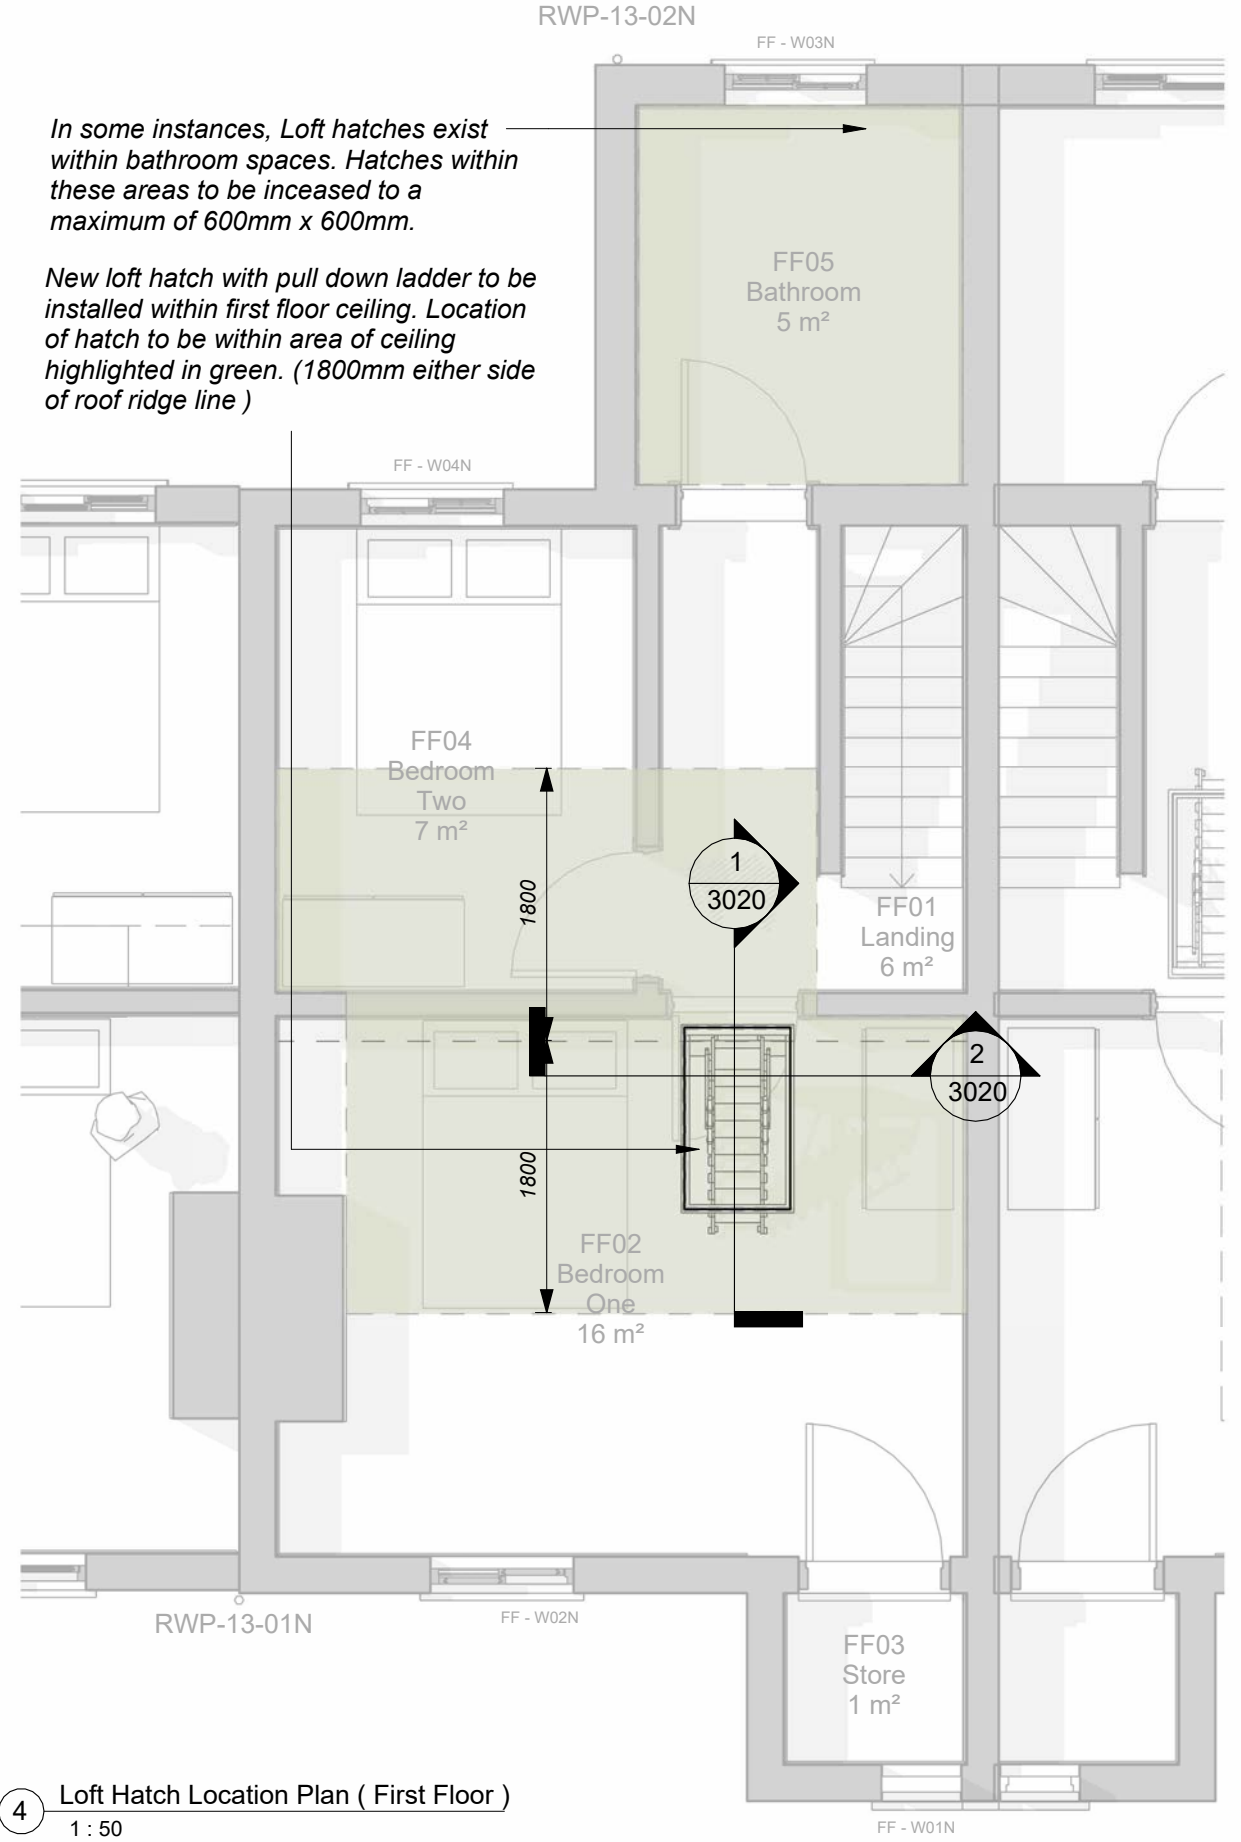 RWP-13-02N
FF - W03N
In some instances, Loft hatches exist
within bathroom spaces. Hatches within
these areas to be inceased to a
maximum of 600mm x 600mm.
New loft hatch with pull down ladder to be
installed within first floor ceiling. Location
of hatch to be within area of ceiling
highlighted in green. (1800mm either side
of roof ridge line )
FF05
Bathroom
5 m²
FF - W04N
FF04
Bedroom
Two
7 m²
1800
1
3020
FF01
Landing
6 m²
2
3020
1800
FF02
Bedroom
One
16 m²
RWP-13-01N
FF - W02N
FF03
Store
1 m²
FF - W01N
4
Loft Hatch Location Plan ( First Floor )
1 : 50